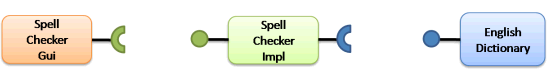 Spell
Checker
Gui
Spell
Checker
Impl
English
Dictionary